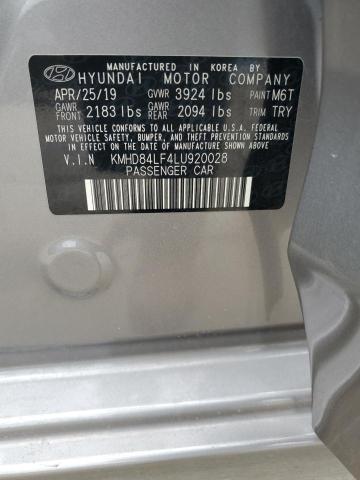 MANUFACTURED IN KOREA BY
HYUNDAI MOTOR COMPANY
APR/25/19 GVWR 3924 lbs PAINT M6T
GAWR FRONT 2183 lbs GAWR REAR 2094 lbs TRIM TRY
THIS VEHICLE CONFORMS TO ALL APPLICABLE U.S.A. FEDERAL
MOTOR VEHICLE SAFETY, BUMPER, AND THEFT PREVENTION
STANDARDS IN EFFECT ON THE DATE OF MANUFACTURE SHOWN ABOVE.
V.I.N KMHD84LF4LU920028
PASSENGER CAR